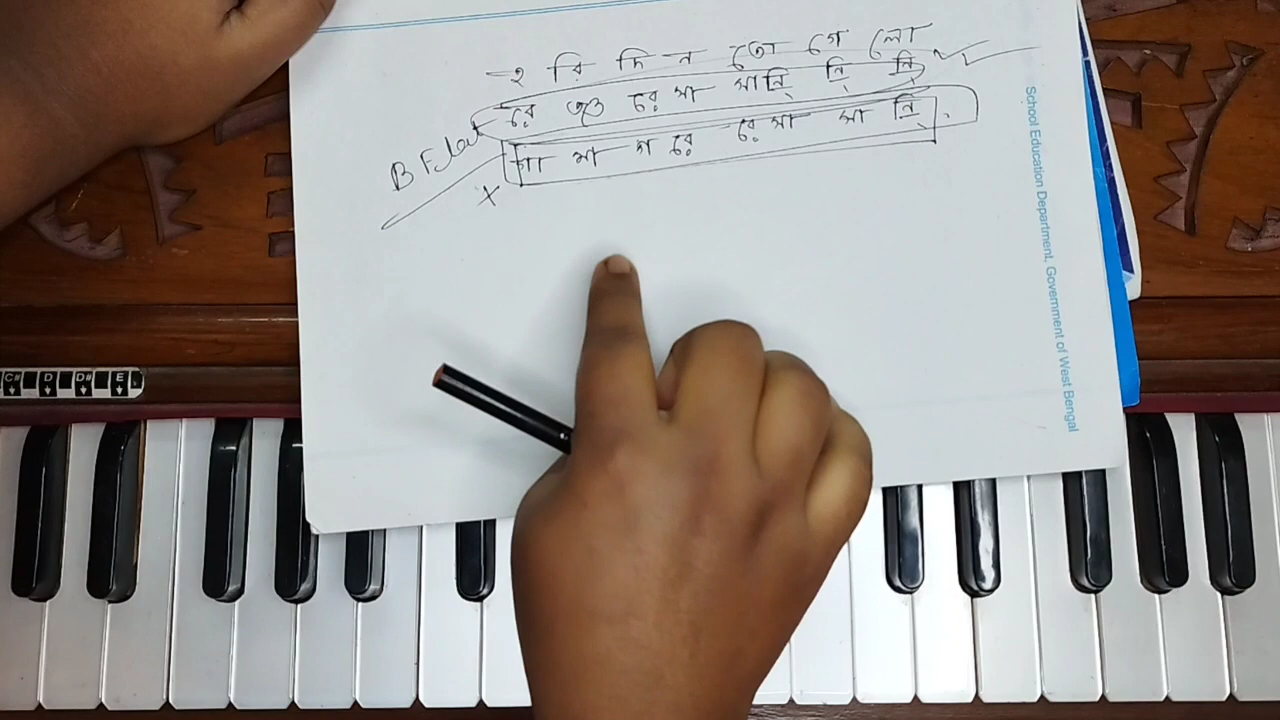 হরি দিন তো গেলো
রে জ্ঞ রে সা সা নি্ নি্ নি্
গা মা গ রে রে সা সা নি্
B Flat
X
School Education Department. Government of West Bengal
C# D D# E